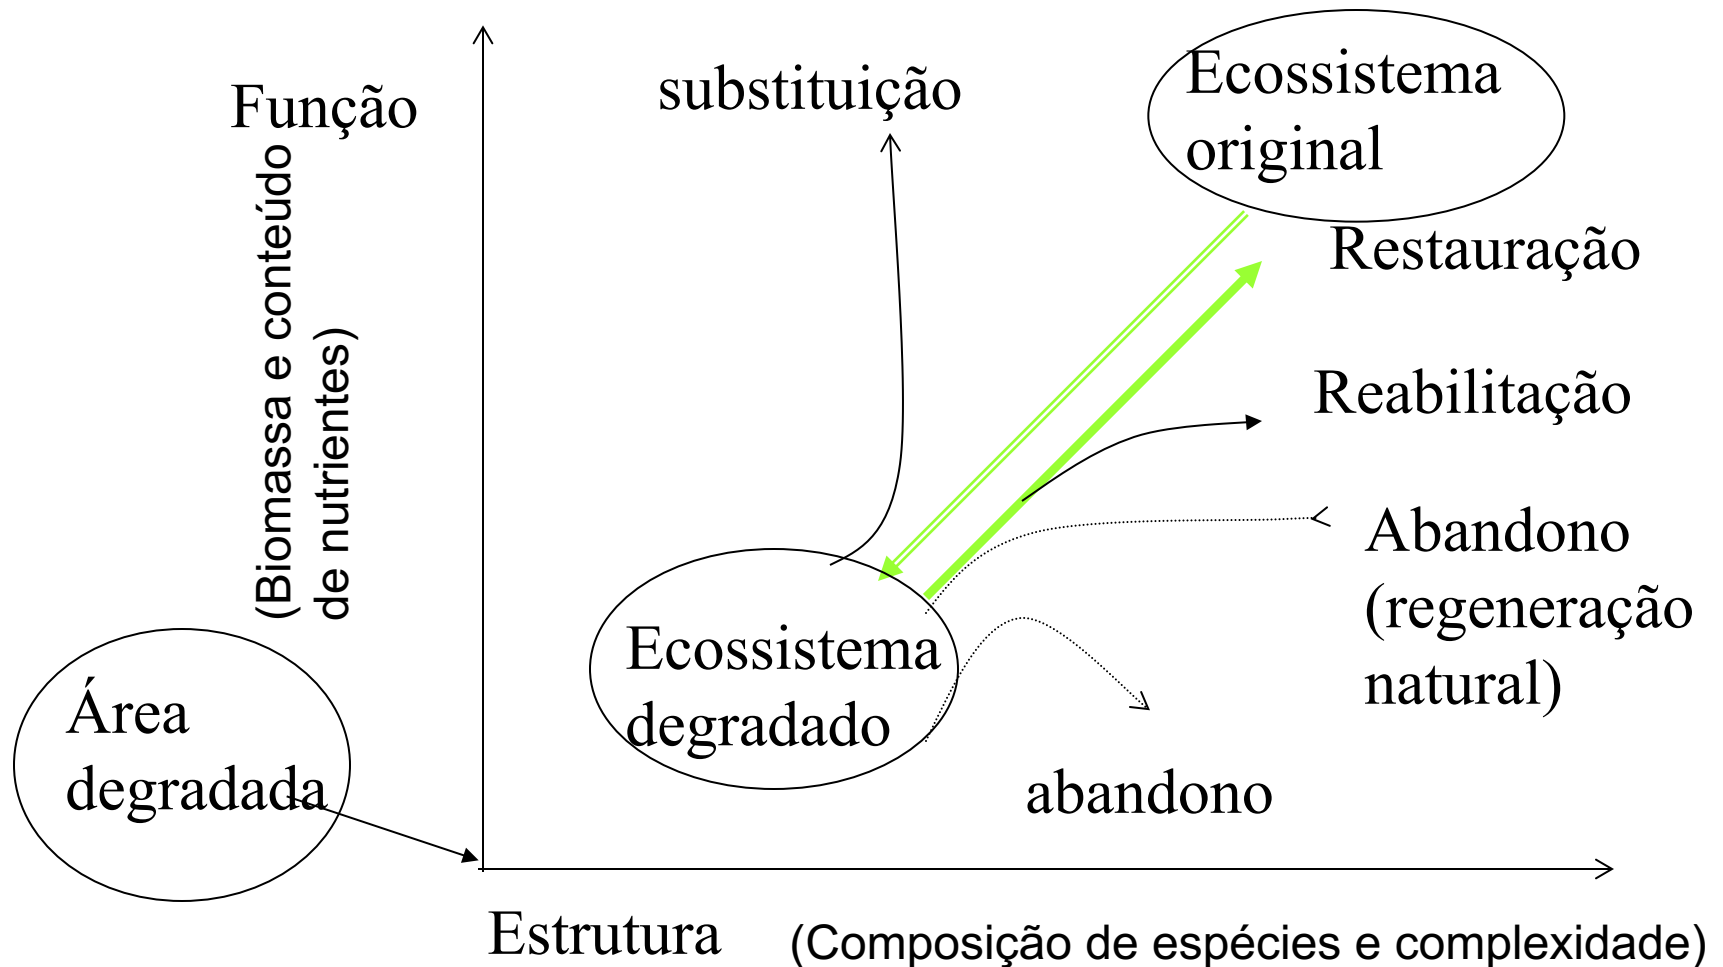 Função
(Biomassa e conteúdo
de nutrientes)
substituição
Ecossistema
original
Restauração
Reabilitação
Abandono
(regeneração
natural)
Ecossistema
degradado
abandono
Área
degradada
Estrutura
(Composição de espécies e complexidade)